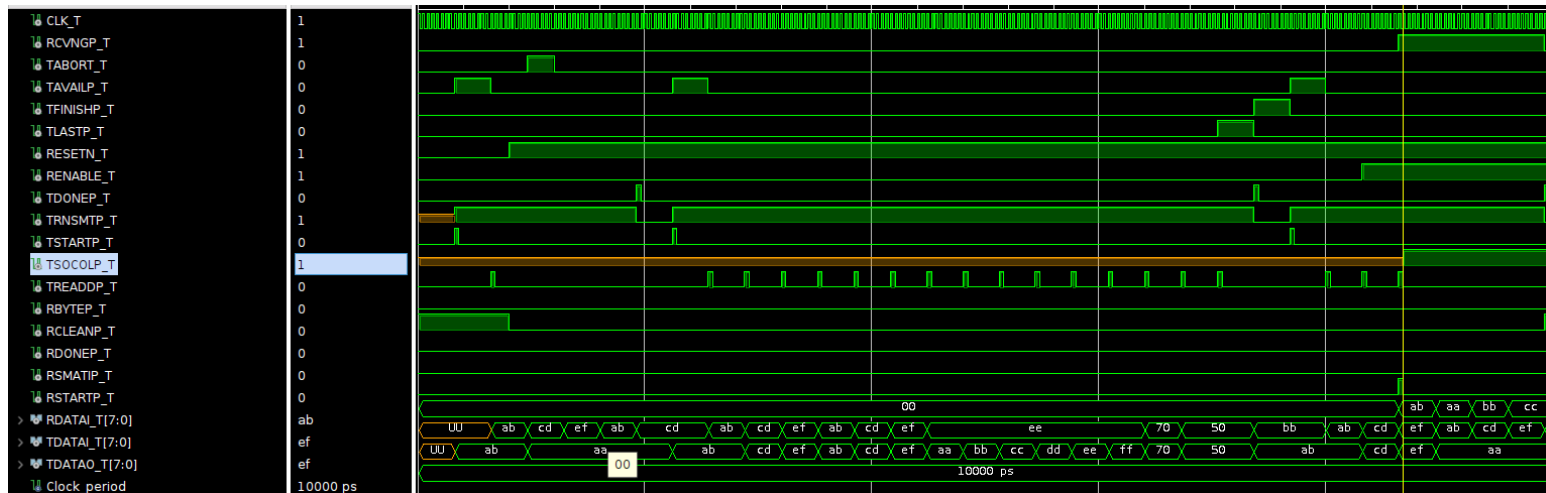 CLK_T 1
RCVNGP_T 1
TABORT_T 0
TAVAILP_T 0
TFINISHP_T 0
TLASTP_T 0
RESETN_T 1
RENABLE_T 1
TDONEP_T 0
TRNSMTP_T 1
TSTARTP_T 0
TSOCOLP_T 1
TREADDP_T 0
RBYTEP_T 0
RCLEANP_T 0
RDONEP_T 0
RSMATIP_T 0
RSTARTP_T 0
RDATAI_T[7:0] ab 00 ab aa bb cc
TDATAI_T[7:0] ef UU ab cd ef ab cd ab cd ef ab cd ef ee 70 50 bb ab cd ef ab cd ef
TDATAO_T[7:0] ef UU ab aa ab cd ef ab cd ef aa bb cc dd ee ff 70 50 ab cd ef aa
00
Clock period 10000 ps 10000 ps